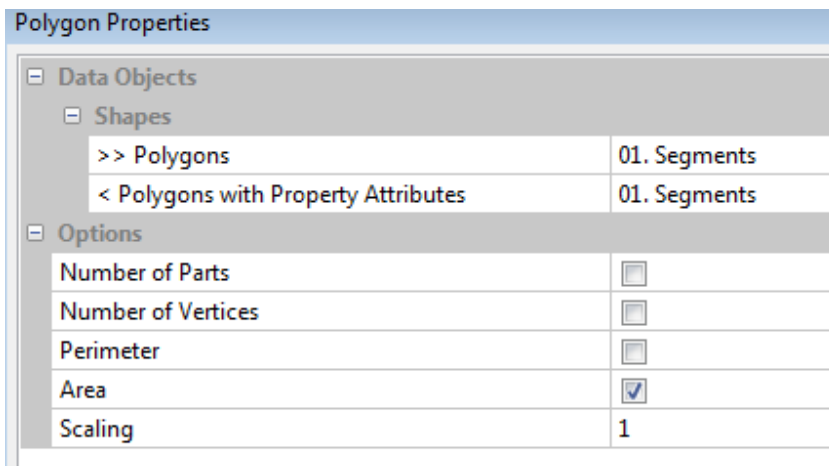 Polygon Properties
Data Objects
Shapes
>> Polygons 01. Segments
< Polygons with Property Attributes 01. Segments
Options
Number of Parts
Number of Vertices
Perimeter
Area
Scaling 1